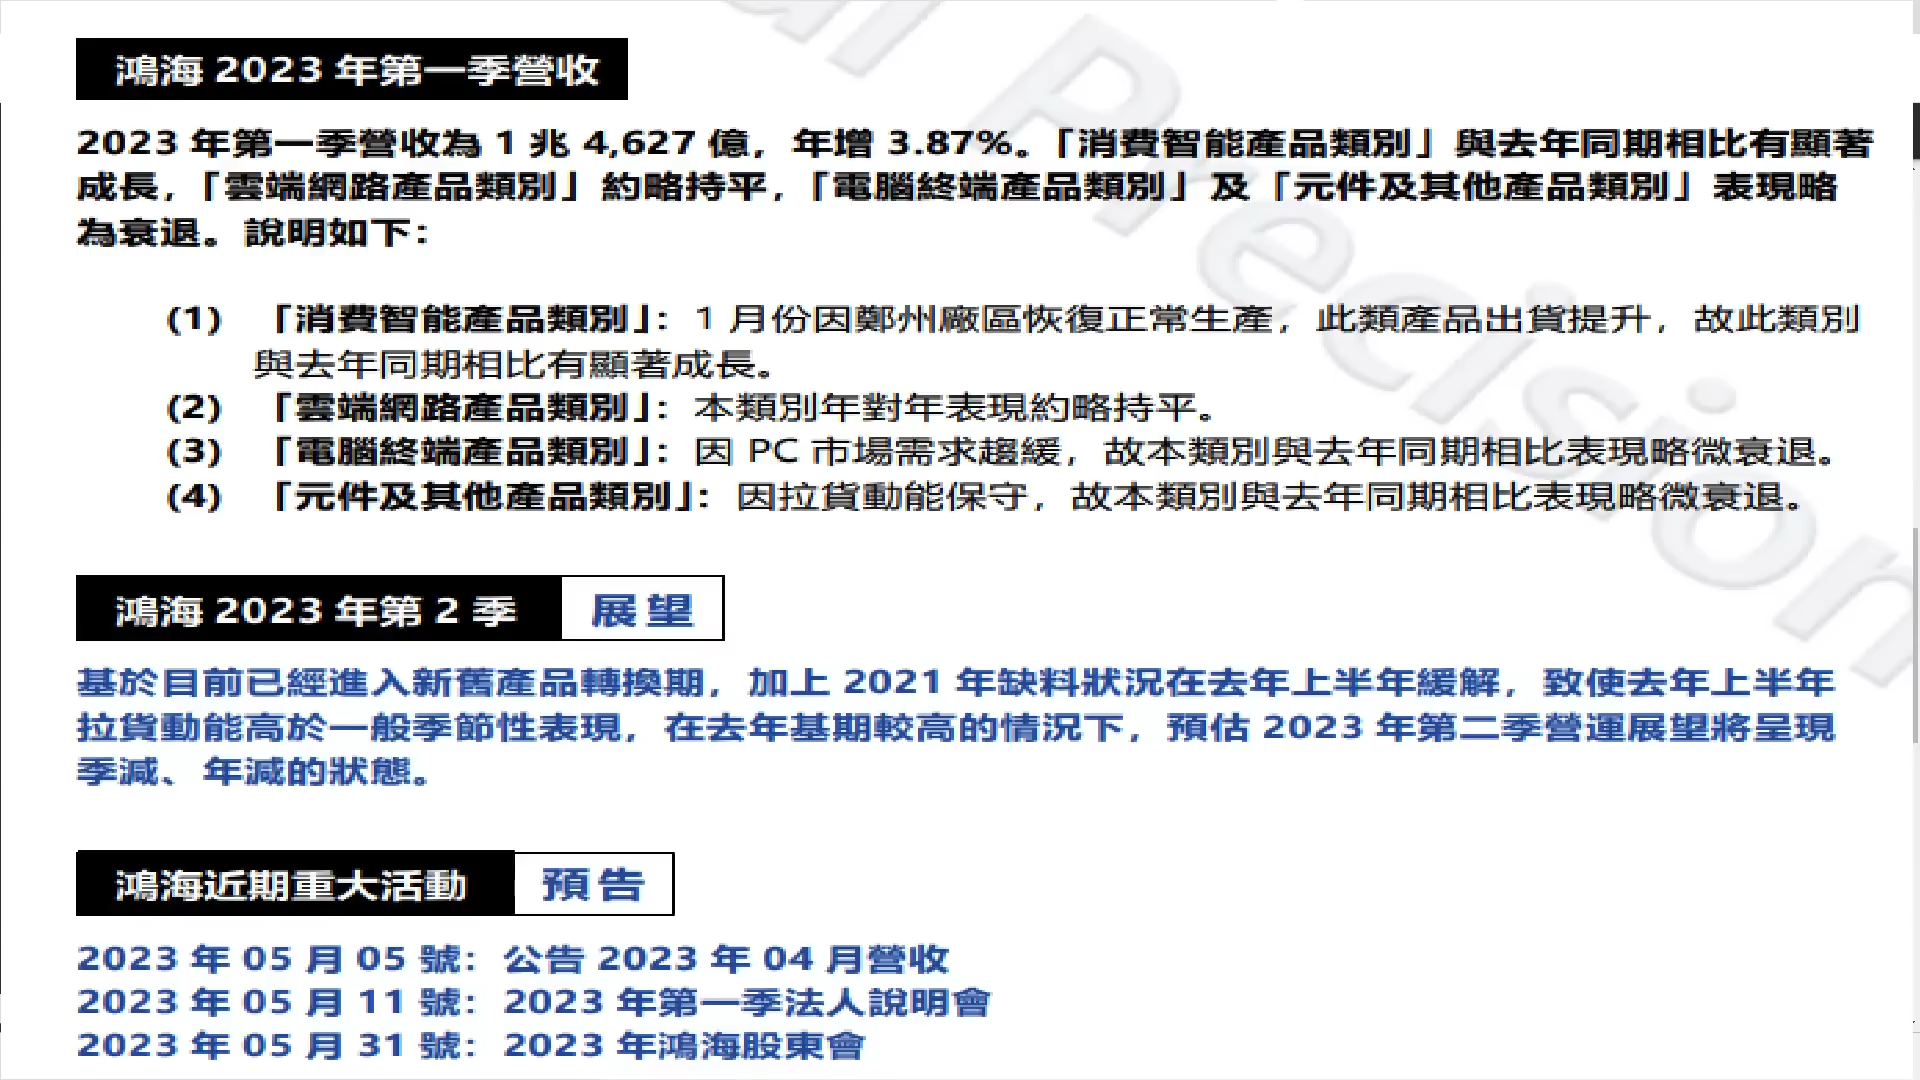 鴻海 2023 年第一季營收
2023 年第一季營收為 1 兆 4,627 億，年增 3.87%。「消費智能產品類別」與去年同期相比有顯著
成長，「雲端網路產品類別」約略持平，「電腦終端產品類別」及「元件及其他產品類別」表現略
為衰退。說明如下：
(1) 「消費智能產品類別」：1 月份因鄭州廠區恢復正常生產，此類產品出貨提升，故此類別
與去年同期相比有顯著成長。
(2) 「雲端網路產品類別」：本類別年對年表現約略持平。
(3) 「電腦終端產品類別」：因 PC 市場需求趨緩，故本類別與去年同期相比表現略微衰退。
(4) 「元件及其他產品類別」：因拉貨動能保守，故本類別與去年同期相比表現略微衰退。
鴻海 2023 年第 2 季 展望
基於目前已經進入新舊產品轉換期，加上 2021 年缺料狀況在去年上半年緩解，致使去年上半年
拉貨動能高於一般季節性表現，在去年基期較高的情況下，預估 2023 年第二季營運展望將呈現
季減、年減的狀態。
鴻海近期重大活動 預告
2023 年 05 月 05 號：公告 2023 年 04 月營收
2023 年 05 月 11 號：2023 年第一季法人說明會
2023 年 05 月 31 號：2023 年鴻海股東會
Precision